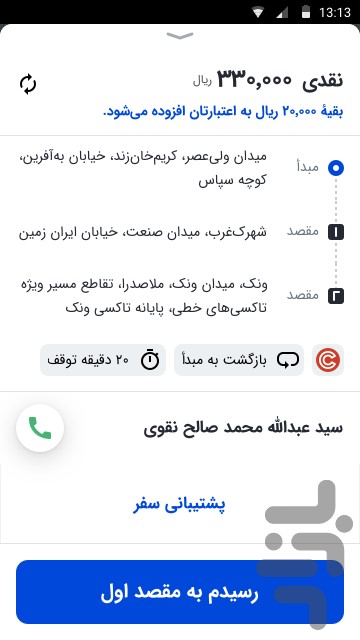 13:13
نقدی ۳۳۰,۰۰۰ ریال
بقیهٔ ۲۰,۰۰۰ ریال به اعتبارتان افزوده می‌شود.
مبدأ
میدان ولی‌عصر، کریم‌خان‌زند، خیابان به‌آفرین،
کوچه سپاس
۱ مقصد
شهرک‌غرب، میدان صنعت، خیابان ایران زمین
۲ مقصد
ونک، میدان ونک، ملاصدرا، تقاطع مسیر ویژه
تاکسی‌های خطی، پایانه تاکسی ونک
بازگشت به مبدأ
۲۰ دقیقه توقف
سید عبدالله محمد صالح نقوی
پشتیبانی سفر
رسیدم به مقصد اول
بازار